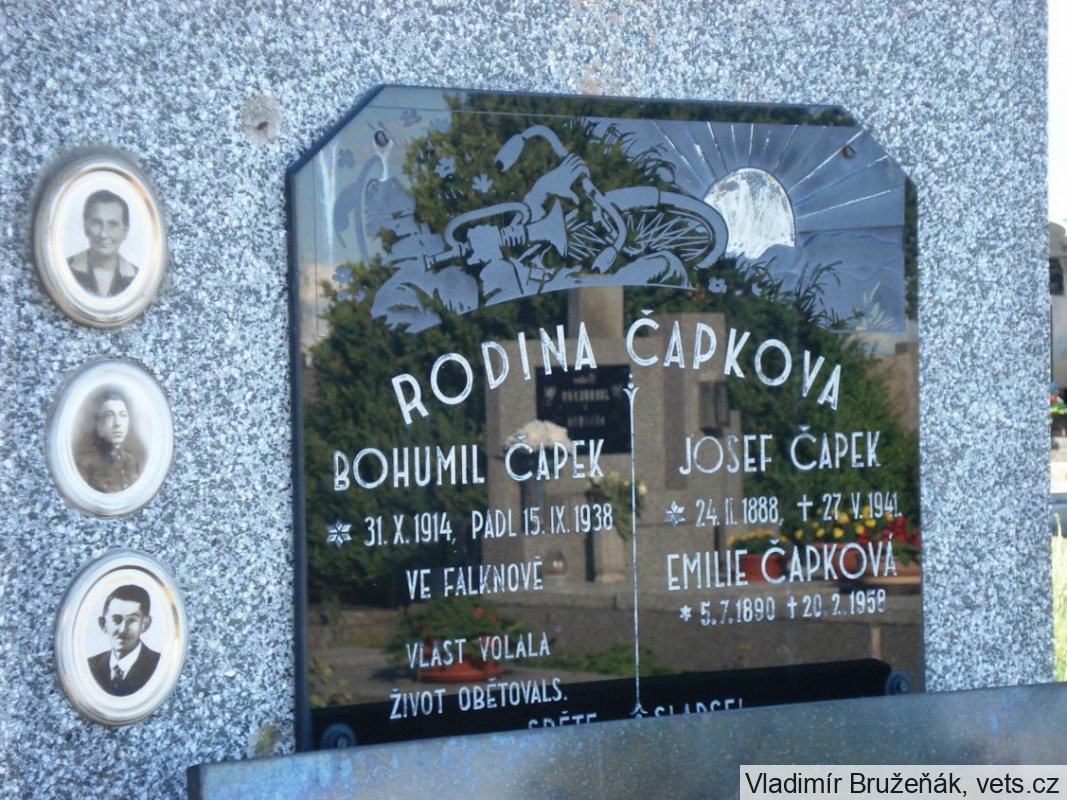 RODINA ČAPKOVA
BOHUMIL ČAPEK
* 31. X. 1914, PADL 15. IX. 1938
VE FALKNOVĚ
VLAST VOLALA
ŽIVOT OBĚTOVALS.
JOSEF ČAPEK
* 24. II. 1888, † 27. V. 1941.
EMILIE ČAPKOVÁ
* 5.7.1890 † 20.2.1958
Vladimír Bružeňák, vets.cz